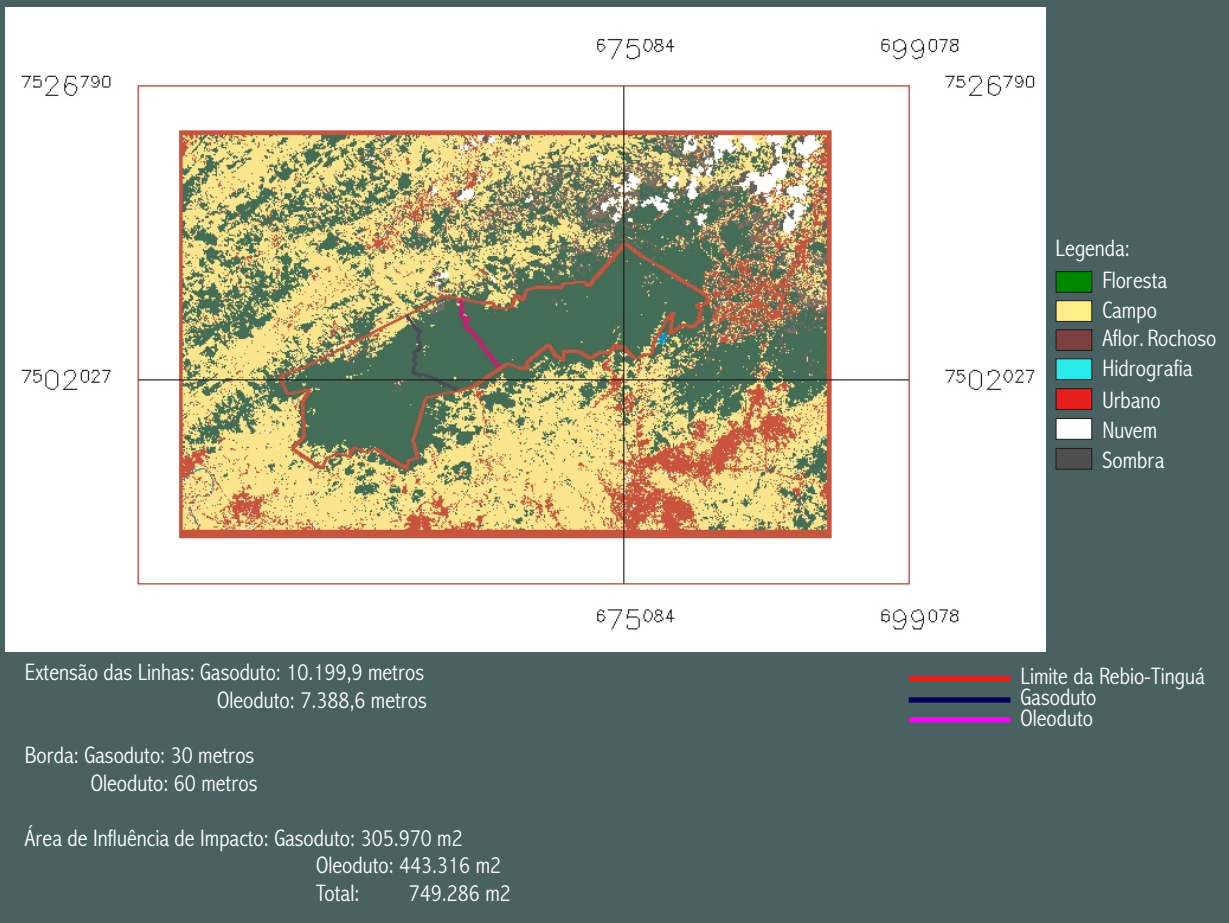 675084 699078
7526790 7526790
7502027 7502027
675084 699078
Legenda:
Floresta
Campo
Aflor. Rochoso
Hidrografia
Urbano
Nuvem
Sombra
Extensão das Linhas: Gasoduto: 10.199,9 metros
Oleoduto: 7.388,6 metros
Limite da Rebio-Tinguá
Gasoduto
Oleoduto
Borda: Gasoduto: 30 metros
Oleoduto: 60 metros
Área de Influência de Impacto: Gasoduto: 305.970 m2
Oleoduto: 443.316 m2
Total: 749.286 m2